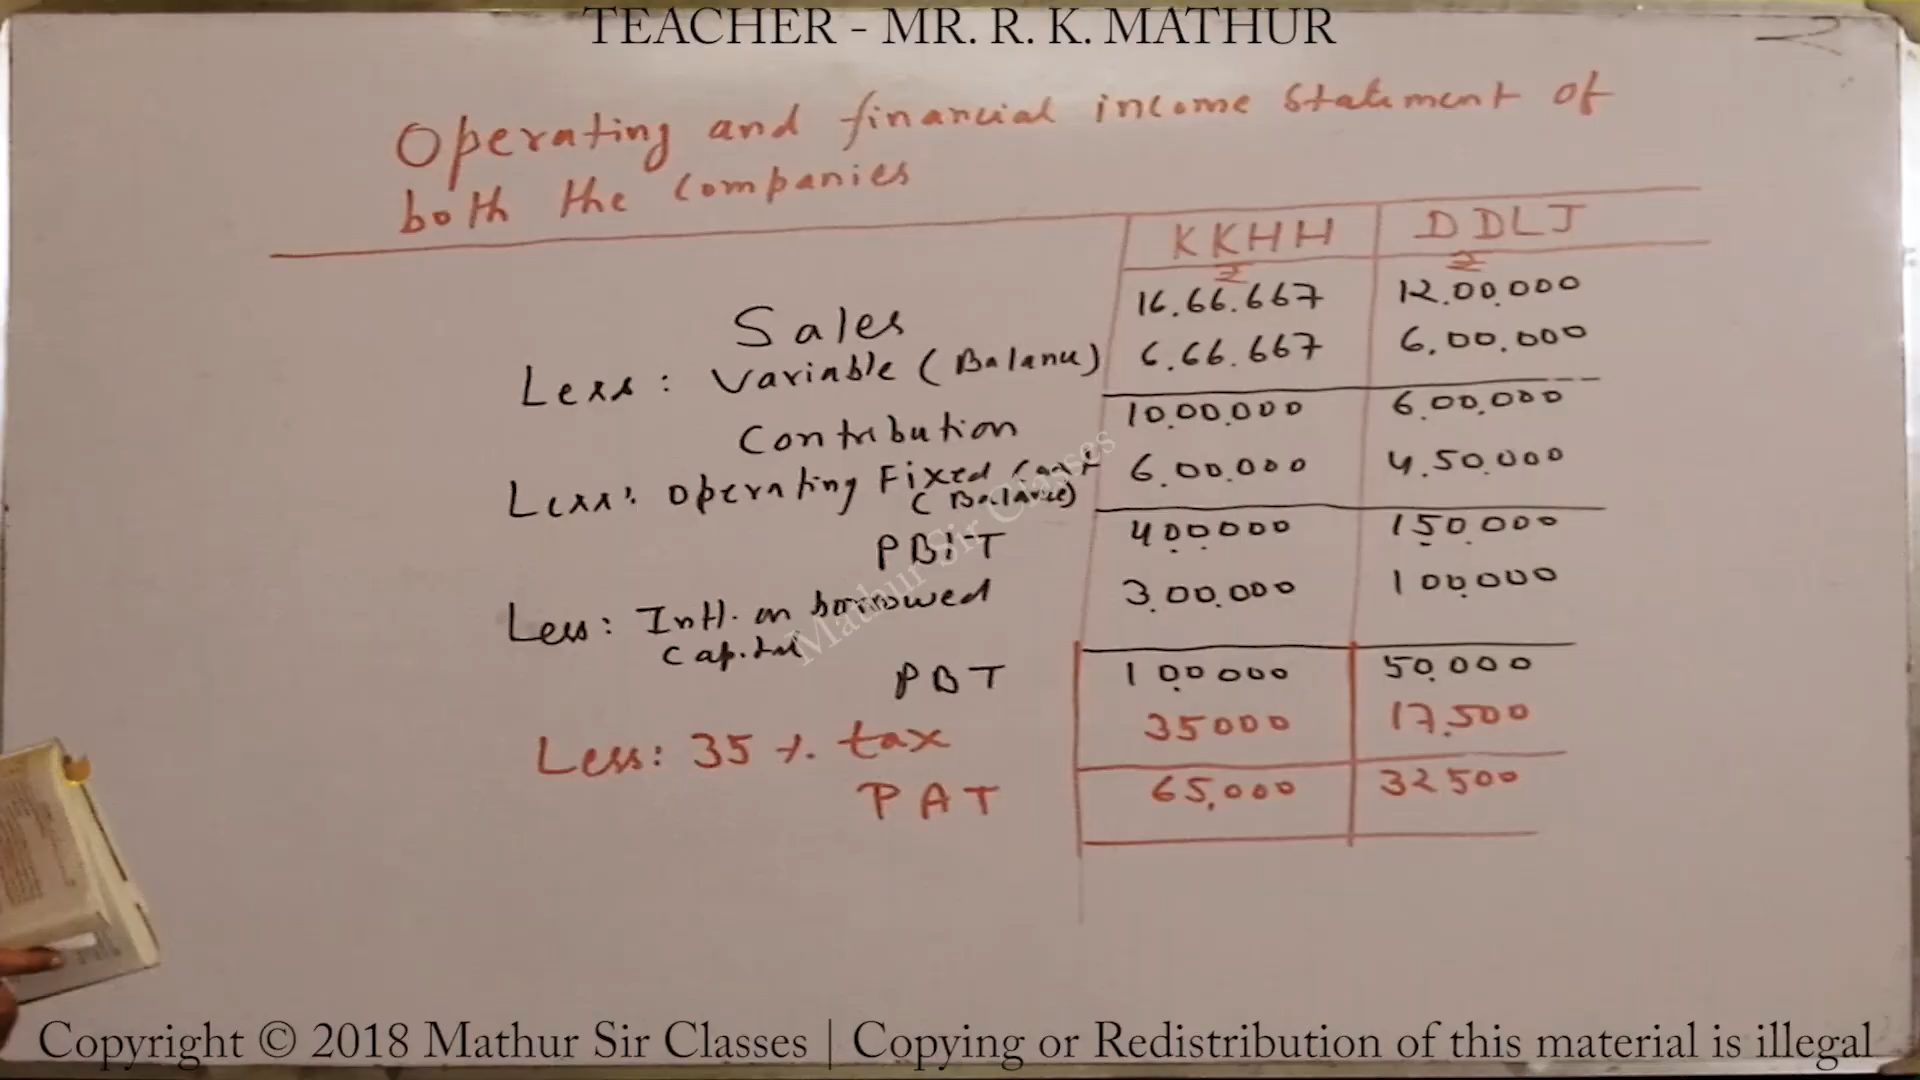 TEACHER - MR. R. K. MATHUR
Operating and financial income statement of
both the companies
KKHH DDLJ
₹ ₹
Sales 16.66.667 12.00.000
Less: Variable (Balance) 6.66.667 6,00.000
Contribution 10.00.000 6.00.000
Less: Operating Fixed Cost 6.00.000 4.50.000
(Balance)
PBIT 400000 150.000
Less: Intt. on borrowed 3.00.000 100.000
Capital
PBT 100000 50.000
Less: 35 %. tax 35000 17.500
PAT 65,000 32500
Mathur Sir Classes
Copyright © 2018 Mathur Sir Classes | Copying or Redistribution of this material is illegal